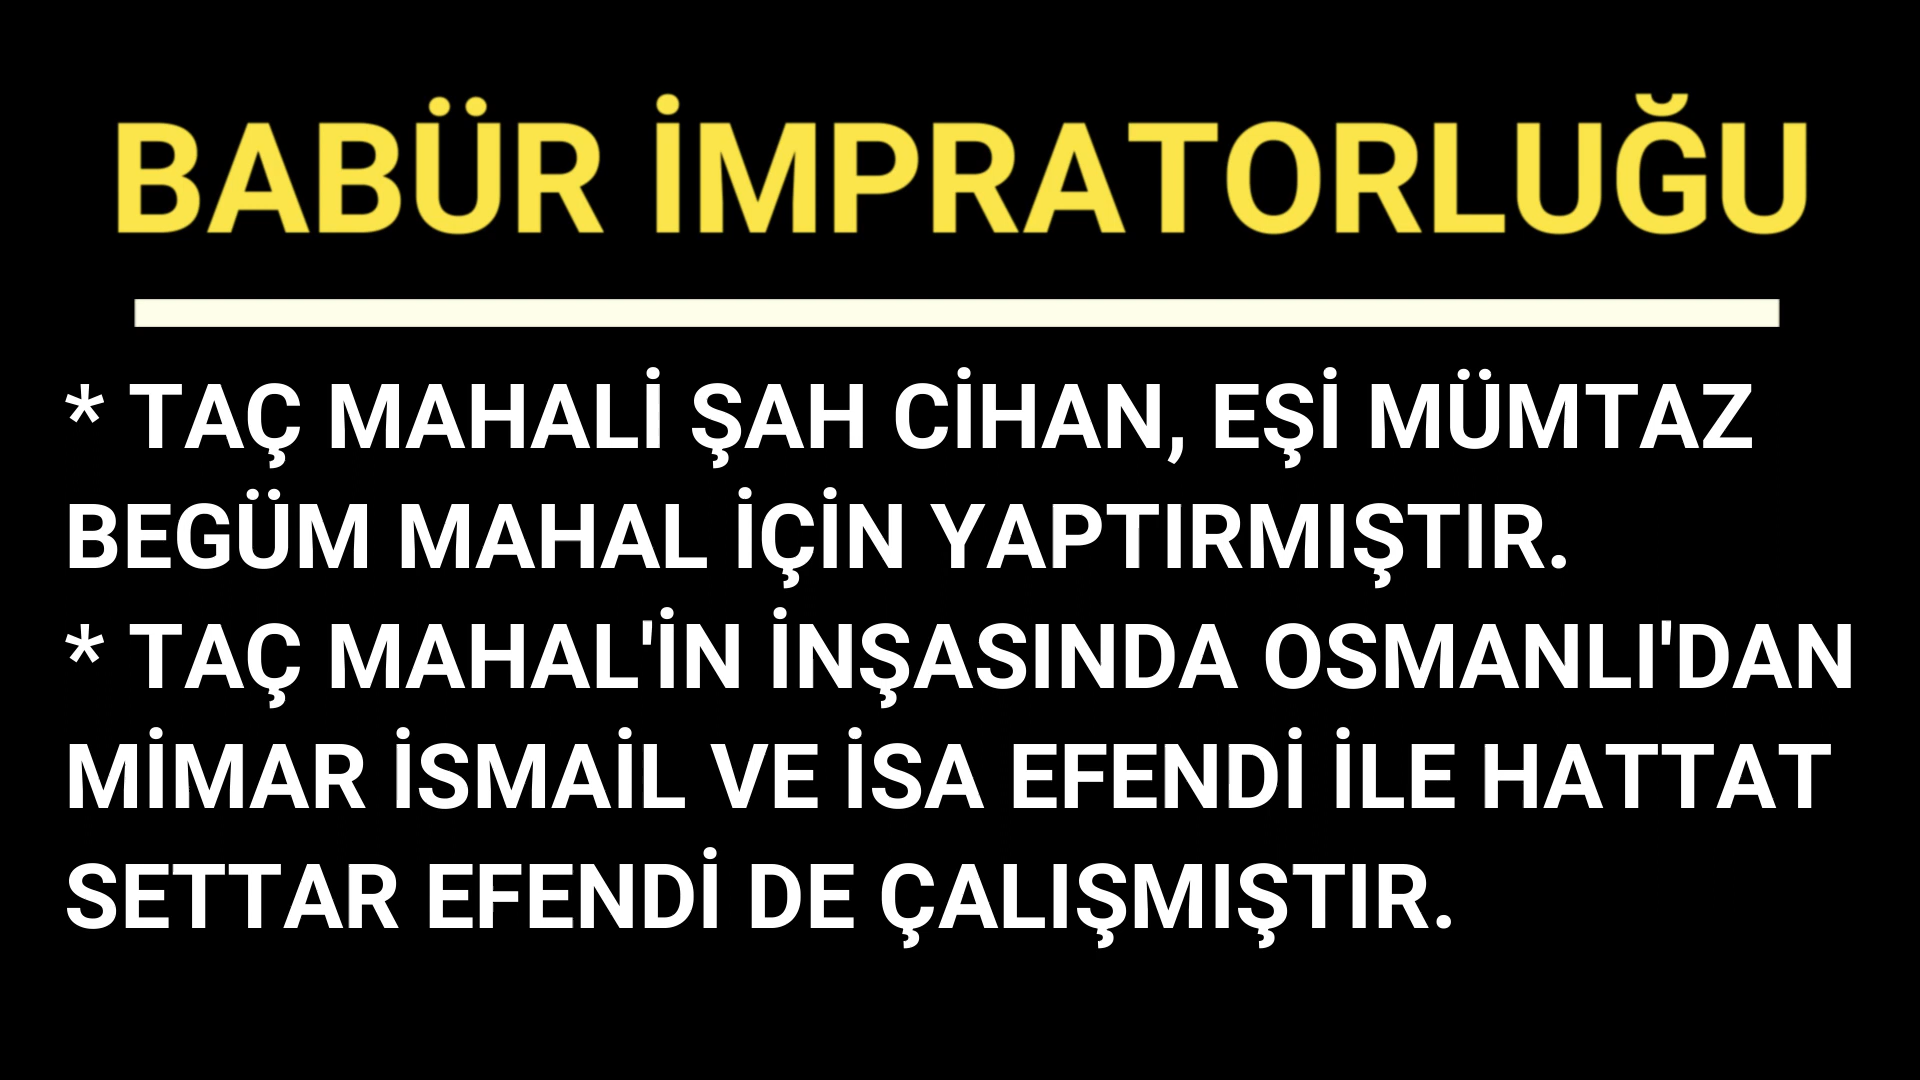 BABÜR İMPRATORLUĞU
* TAÇ MAHALİ ŞAH CİHAN, EŞİ MÜMTAZ
BEGÜM MAHAL İÇİN YAPTIRMIŞTIR.
* TAÇ MAHAL'İN İNŞASINDA OSMANLI'DAN
MİMAR İSMAİL VE İSA EFENDİ İLE HATTAT
SETTAR EFENDİ DE ÇALIŞMIŞTIR.